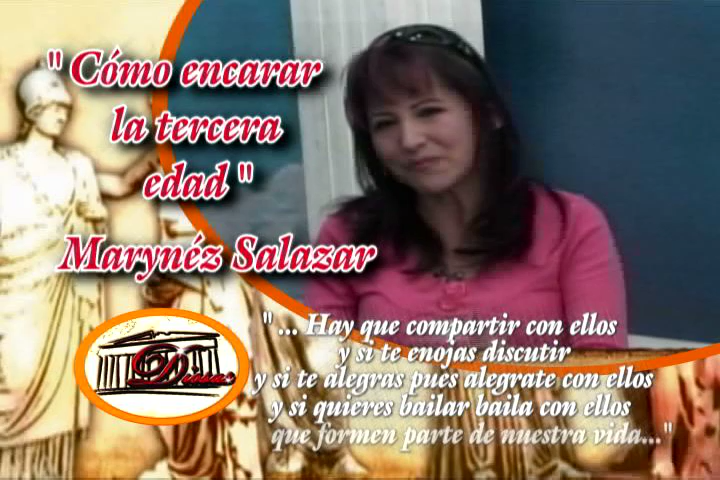 " Cómo encarar
la tercera
edad "
Marynéz Salazar
Diosas
" ... Hay que compartir con ellos
y si te enojas discutir
y si te alegras pues alegrate con ellos
y si quieres bailar baila con ellos
que formen parte de nuestra vida..."